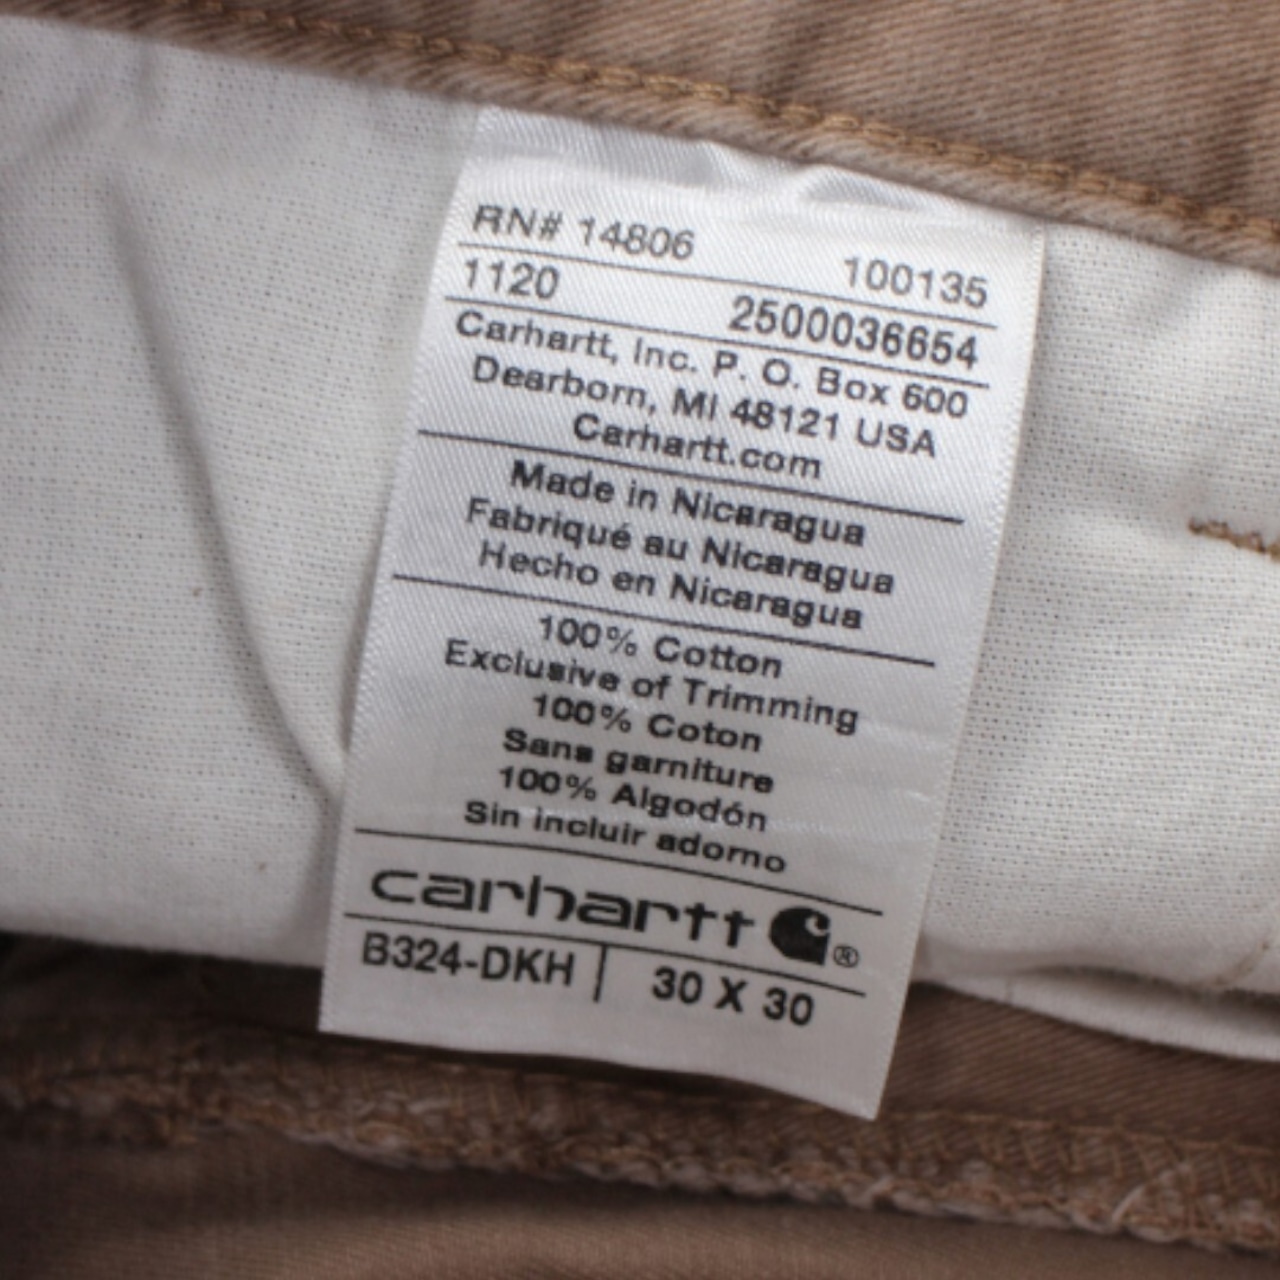 RN# 14806 100135
1120 2500036654
Carhartt, Inc. P. O. Box 600
Dearborn, MI 48121 USA
Carhartt.com
Made in Nicaragua
Fabriqué au Nicaragua
Hecho en Nicaragua
100% Cotton
Exclusive of Trimming
100% Coton
Sans garniture
100% Algodón
Sin incluir adorno
carhartt ®
B324-DKH | 30 X 30